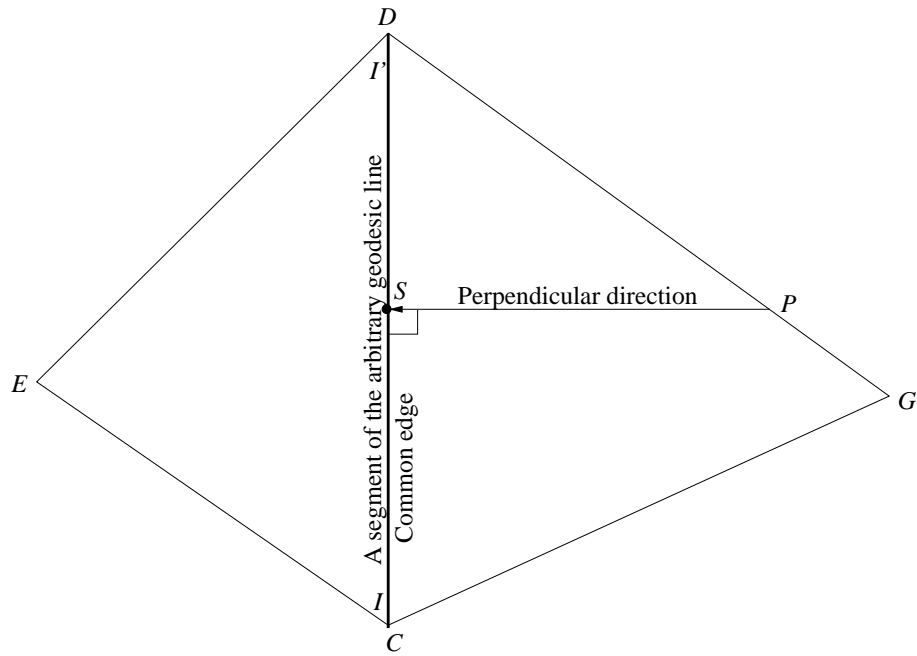 D
I'
A segment of the arbitrary geodesic line
S
Perpendicular direction
P
E
G
Common edge
I
C